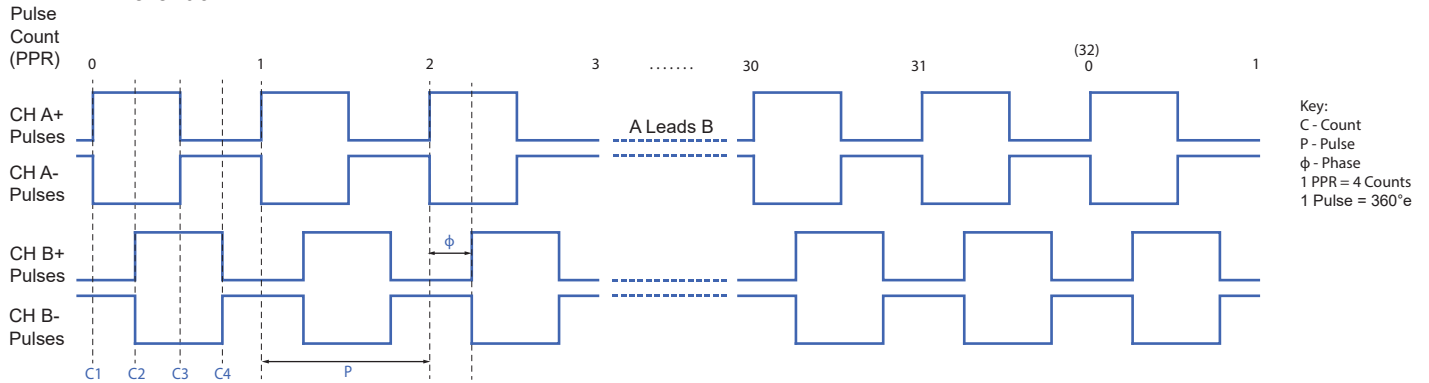 Pulse
Count
(PPR)
0
1
2
3
.......
30
31
(32)
0
1
CH A+
Pulses
A Leads B
CH A-
Pulses
CH B+
Pulses
ϕ
CH B-
Pulses
C1
C2
C3
C4
P
Key:
C - Count
P - Pulse
ϕ - Phase
1 PPR = 4 Counts
1 Pulse = 360°e